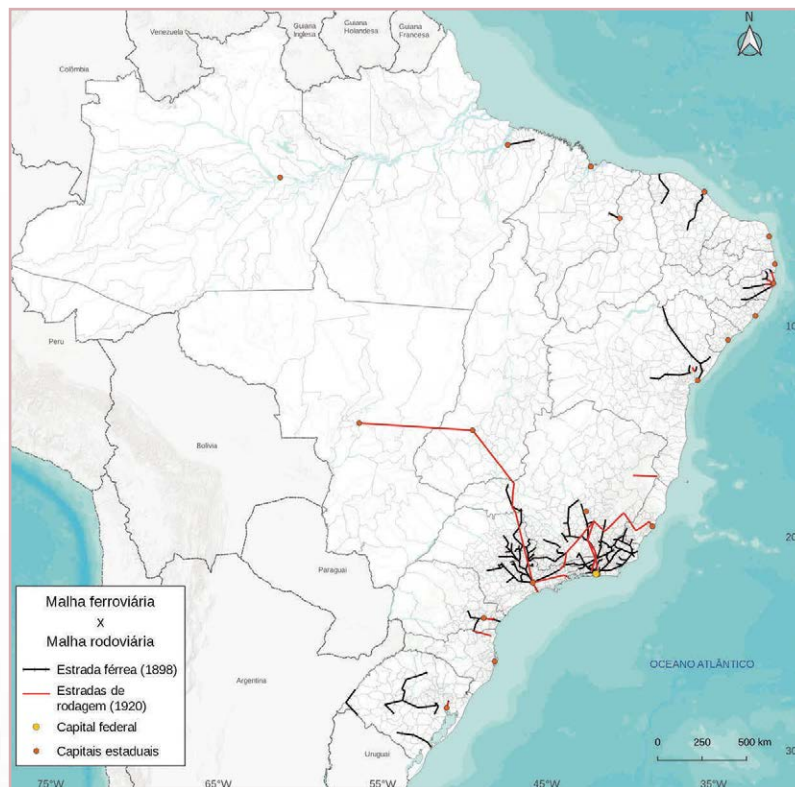 Venezuela
Guiana
Inglesa
Guiana
Holandesa
Guiana
Francesa
N
Colômbia
Peru
10
Bolivia
20
Paraguai
Malha ferroviária
x
Malha rodoviária
Estrada férrea (1898)
Estradas de
rodagem (1920)
Capital federal
Capitais estaduais
Argentina
OCEANO ATLÂNTICO
Uruguai
0 250 500 km
30
75°W 65°W 55°W 45°W 35°W